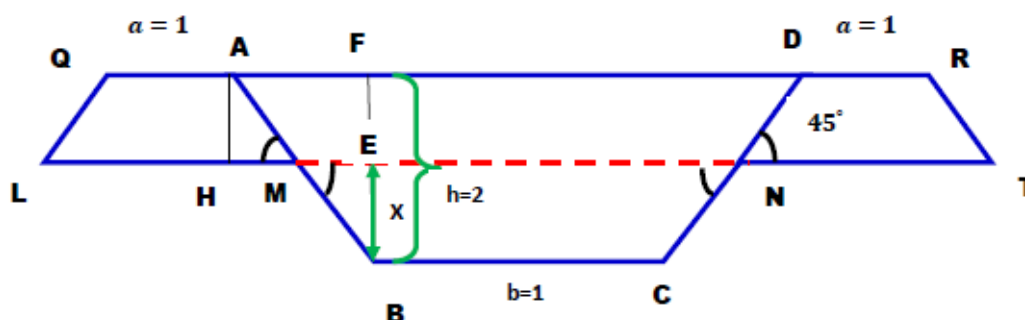 a = 1 a = 1
Q A F D R
45°
E
L H M N T
X h=2
b=1
B C